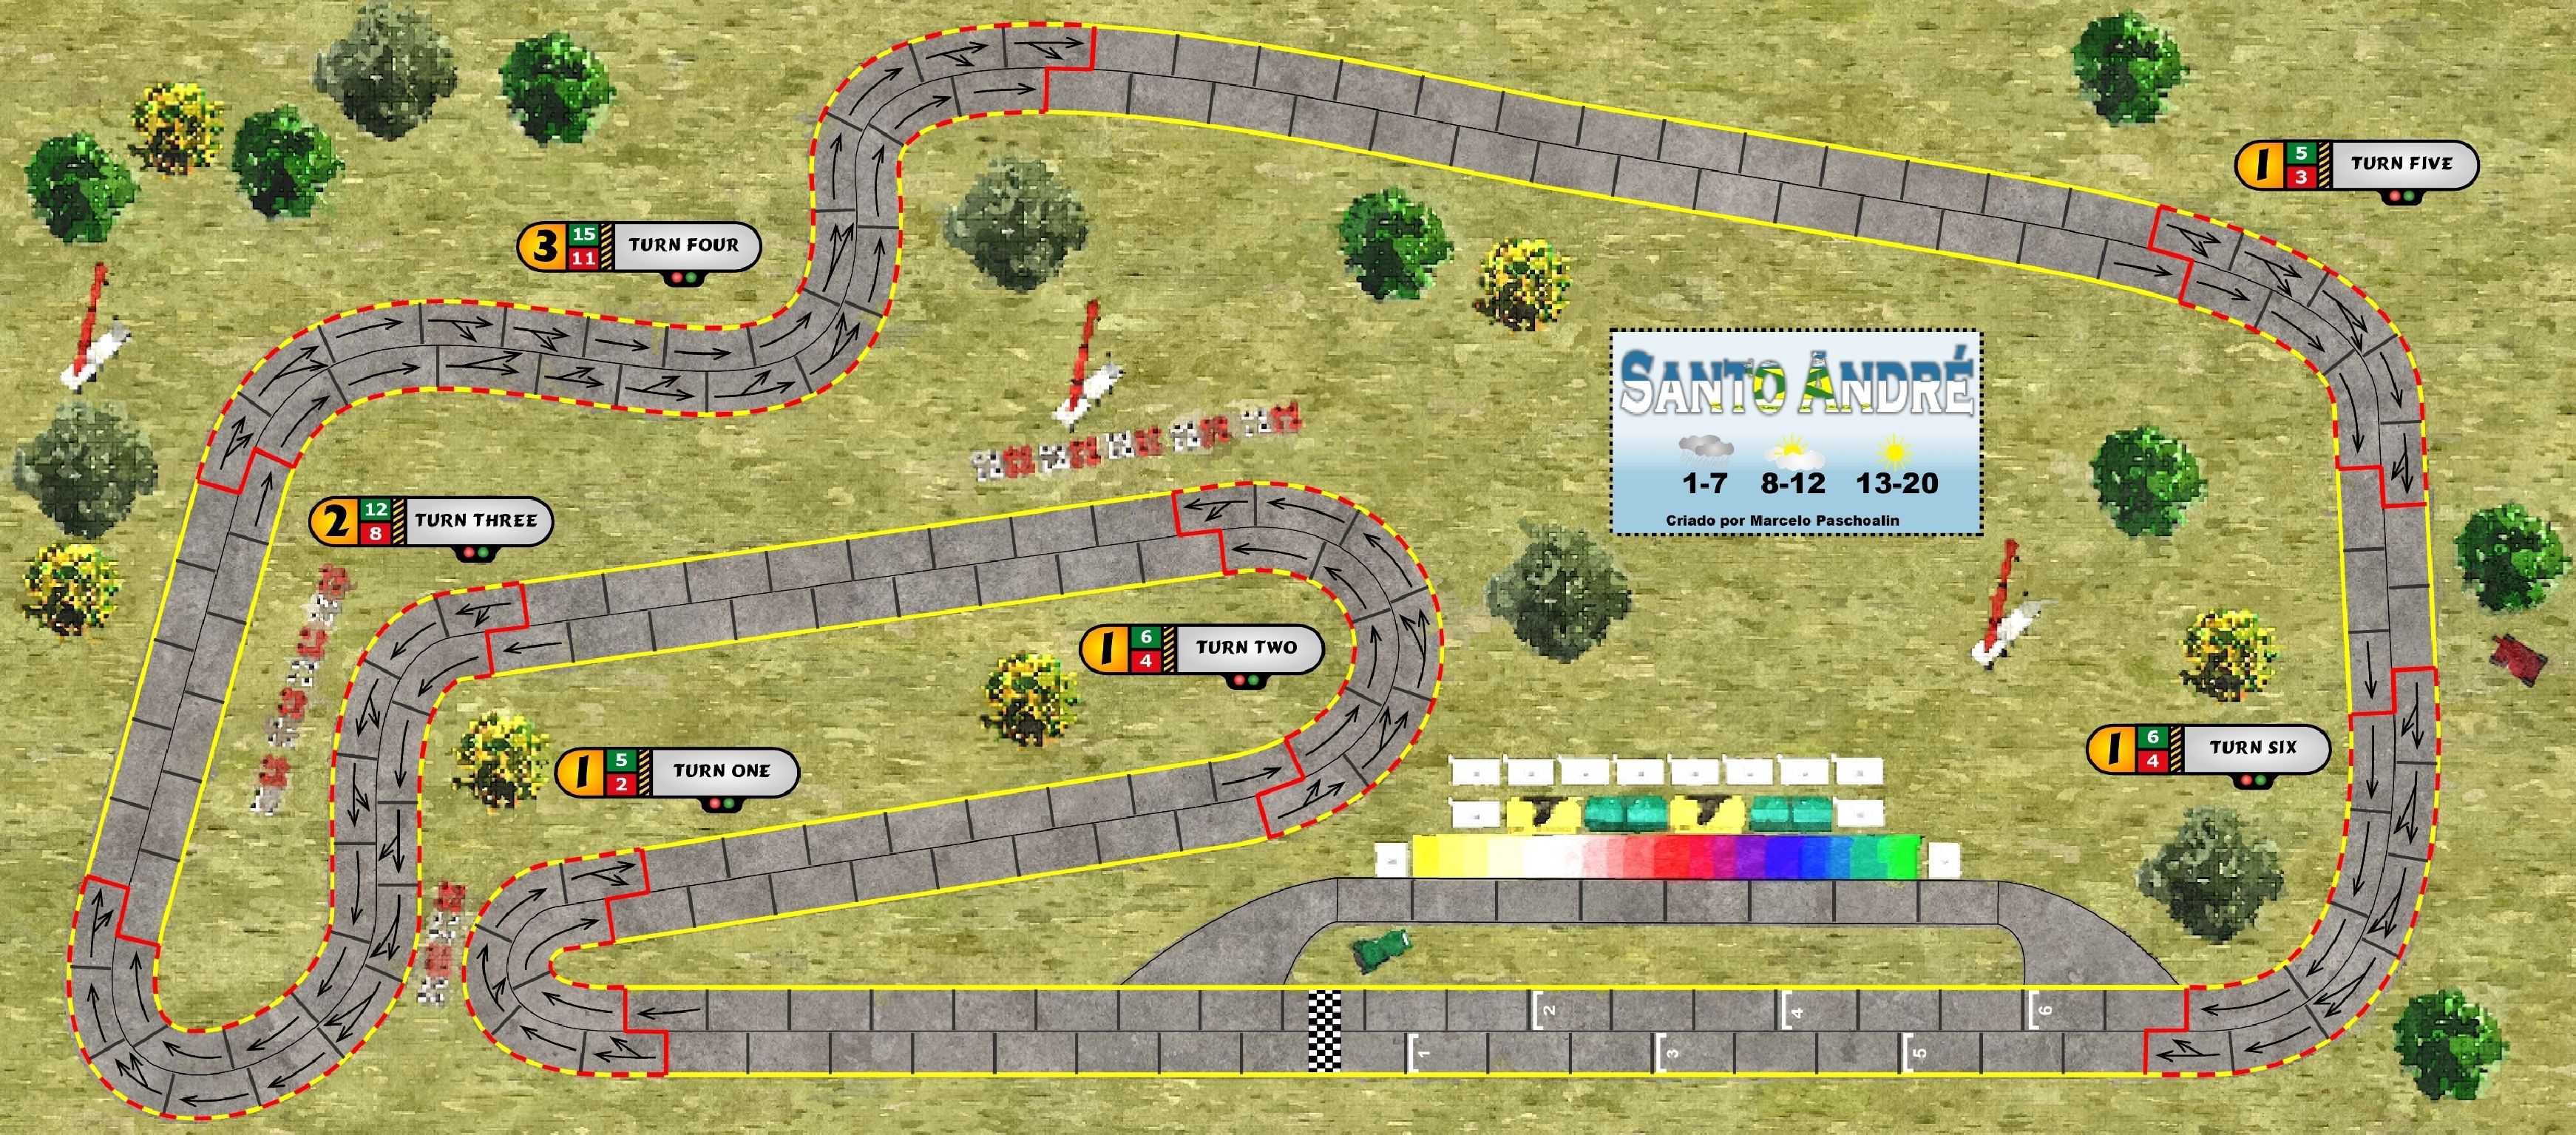 1 5 3 TURN FIVE
3 15 11 TURN FOUR
SANTO ANDRÉ
1-7 8-12 13-20
Criado por Marcelo Paschoalin
2 12 8 TURN THREE
1 6 4 TURN TWO
1 6 4 TURN SIX
1 5 2 TURN ONE
2 4 6
1 3 5